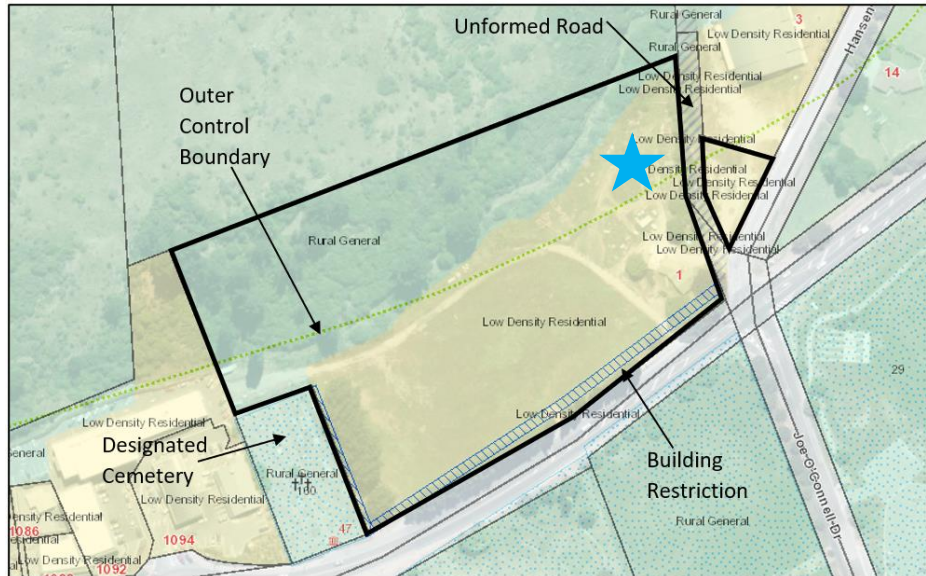 Rural General
3
Unformed Road
Low Density Residential
Hansen-
Rural General
14
Low Density Residential
Low Density Residential
Outer
Control
Boundary
Low Density Residential
Density Residential
Low Density Residential
Low Density Residential
Rural General
Low Density Residential
Low Density Residential
1
Low Density Residential
29
Low Density Residential
Low Density Residential
Designated
Cemetery
General
Rural General
160
Building
Restriction
Low Density Residential
Density Residential
47
Rural General
Joe-O'Connell-Dr
1086
Residential
1094
1092